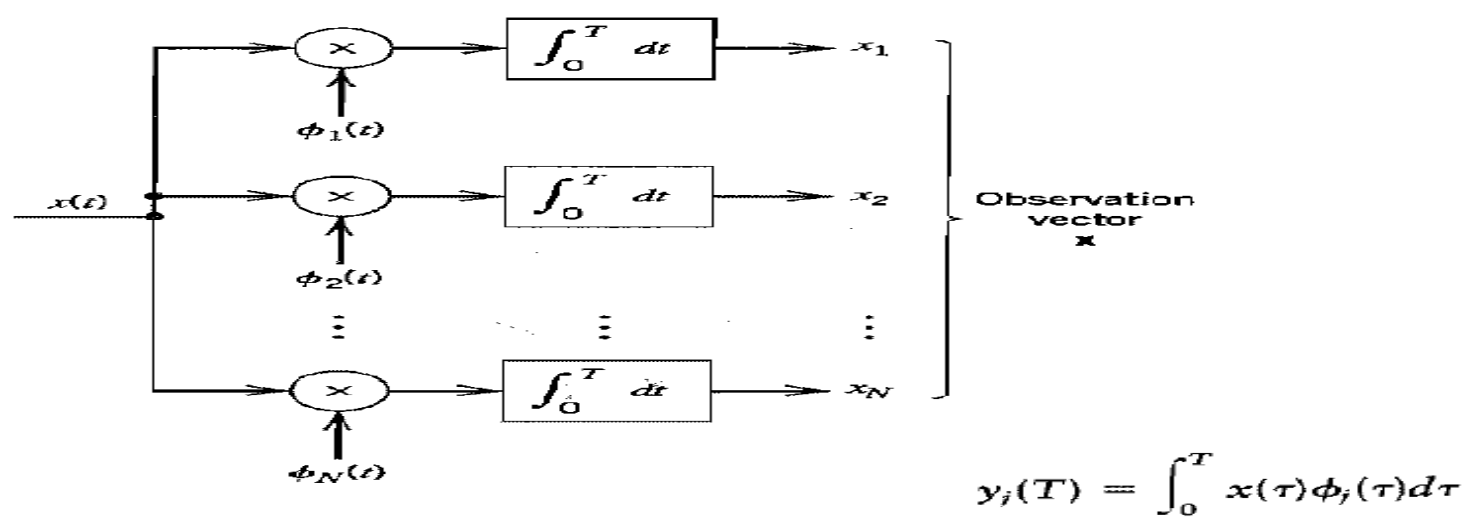 × ∫₀ᵀ dt x₁
ϕ₁(t)
x(t) × ∫₀ᵀ dt x₂
ϕ₂(t)
Observation
vector
x
⋮ ⋮ ⋮
× ∫₀ᵀ dt x_N
ϕ_N(t)
y_j(T) = ∫₀ᵀ x(τ)ϕ_j(τ)dτ